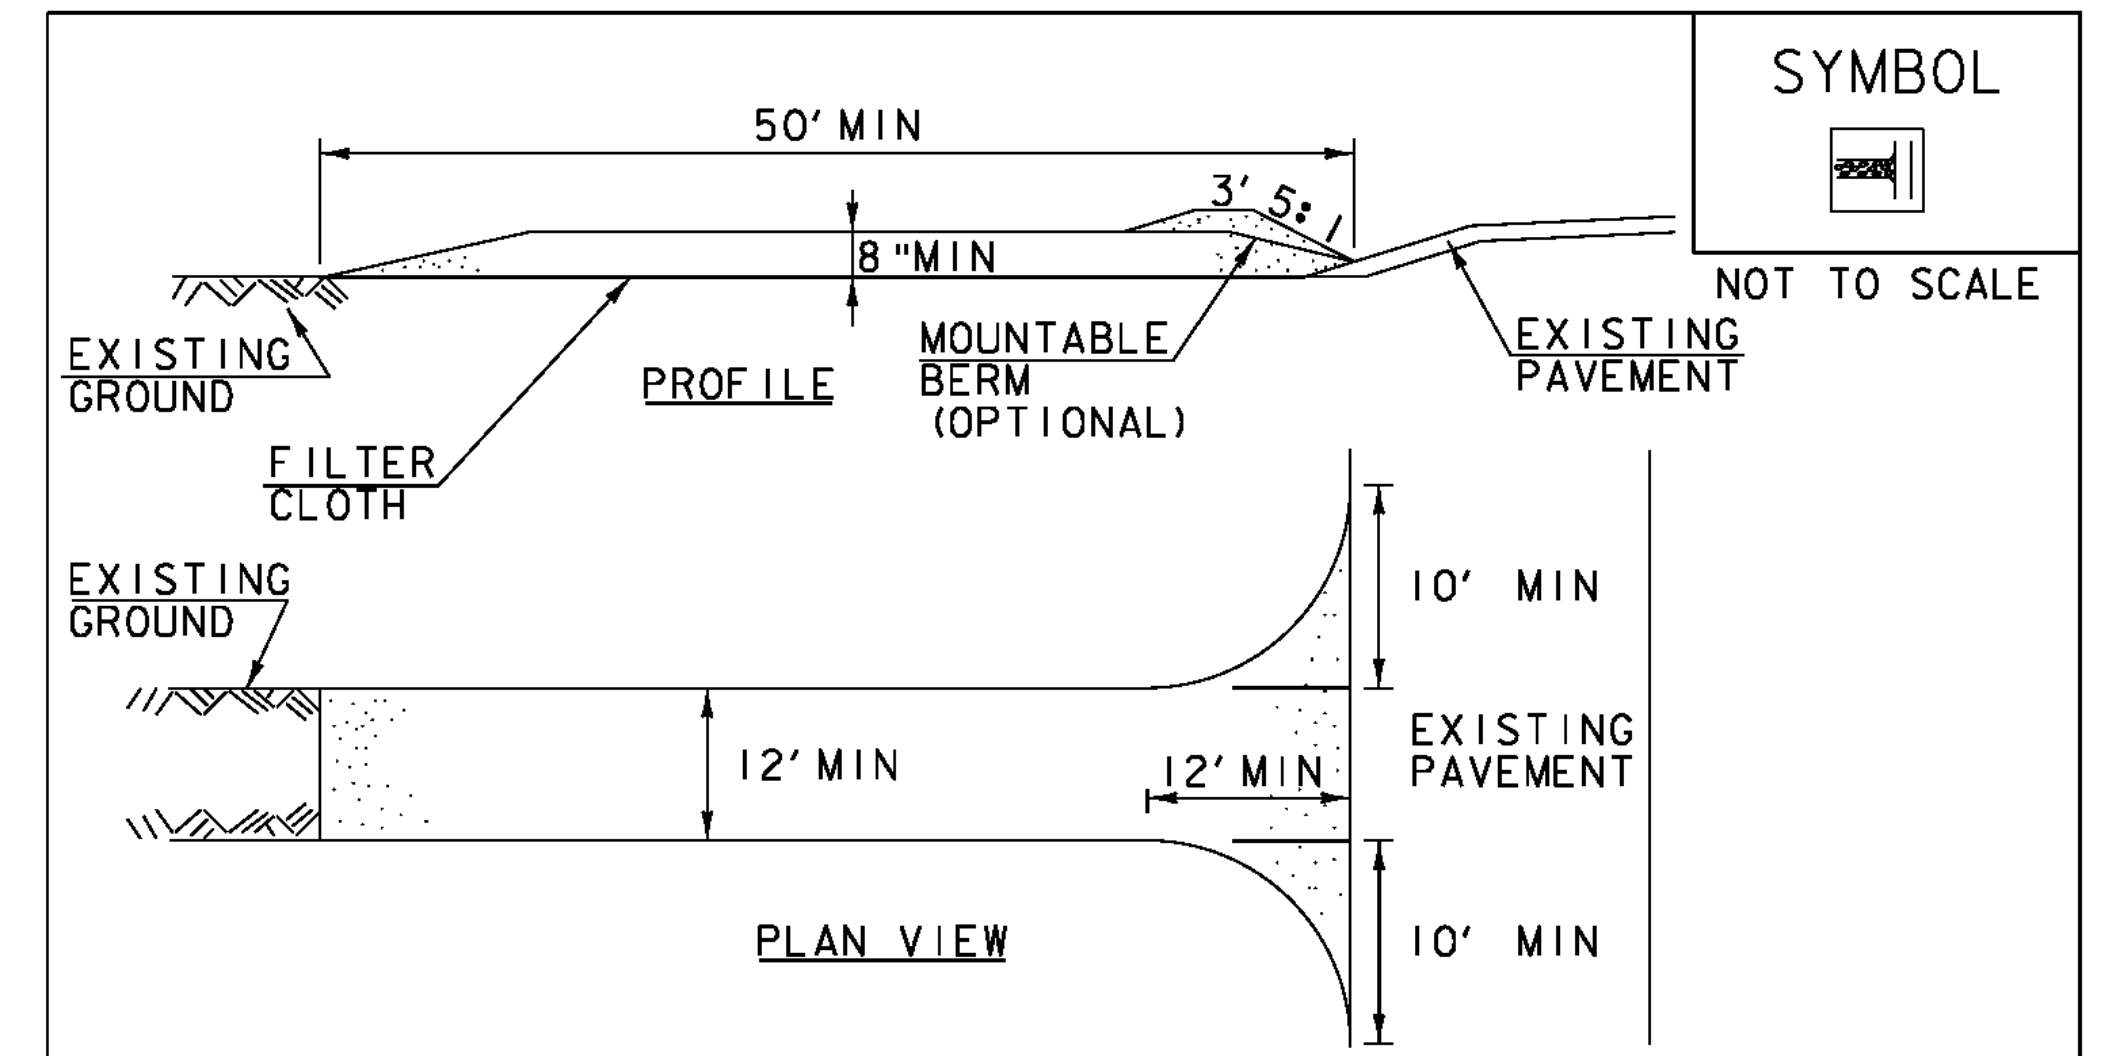 SYMBOL
NOT TO SCALE
50' MIN
3' 5:1
8" MIN
EXISTING
GROUND
PROFILE
MOUNTABLE
BERM
(OPTIONAL)
EXISTING
PAVEMENT
FILTER
CLOTH
EXISTING
GROUND
10' MIN
12' MIN
12' MIN
EXISTING
PAVEMENT
PLAN VIEW
10' MIN